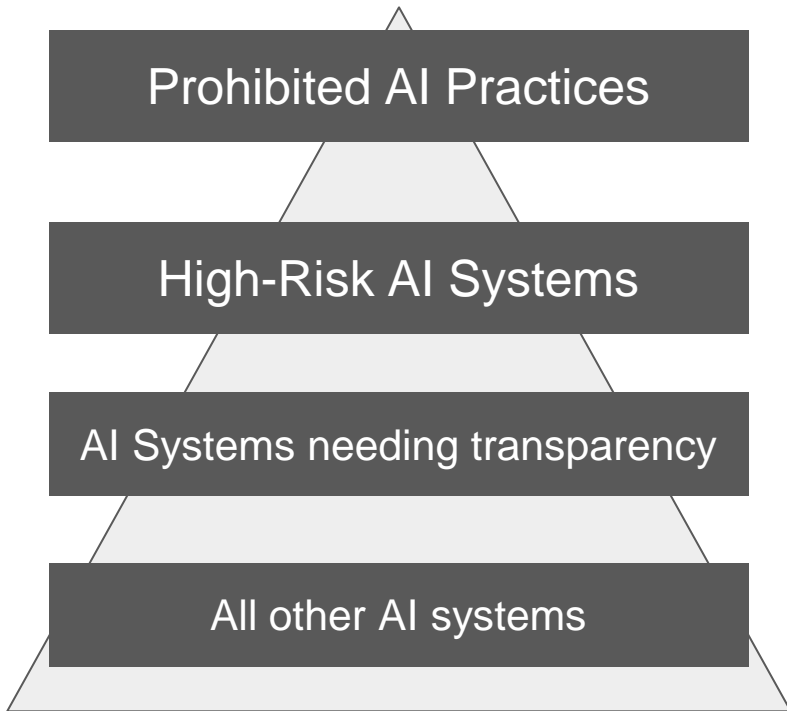 Prohibited AI Practices
High-Risk AI Systems
AI Systems needing transparency
All other AI systems